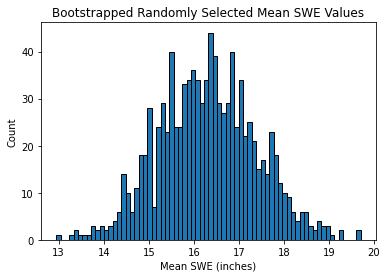 Bootstrapped Randomly Selected Mean SWE Values
Count
40
30
20
10
0
13 14 15 16 17 18 19 20
Mean SWE (inches)